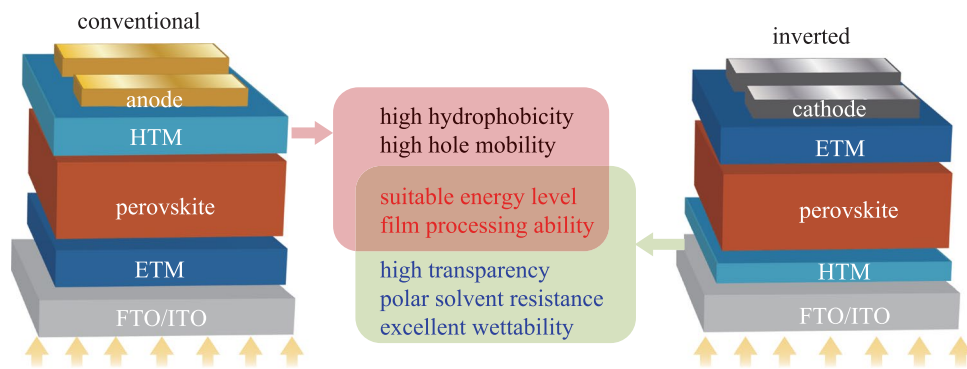 conventional
anode
HTM
perovskite
ETM
FTO/ITO
high hydrophobicity
high hole mobility
suitable energy level
film processing ability
high transparency
polar solvent resistance
excellent wettability
inverted
cathode
ETM
perovskite
HTM
FTO/ITO